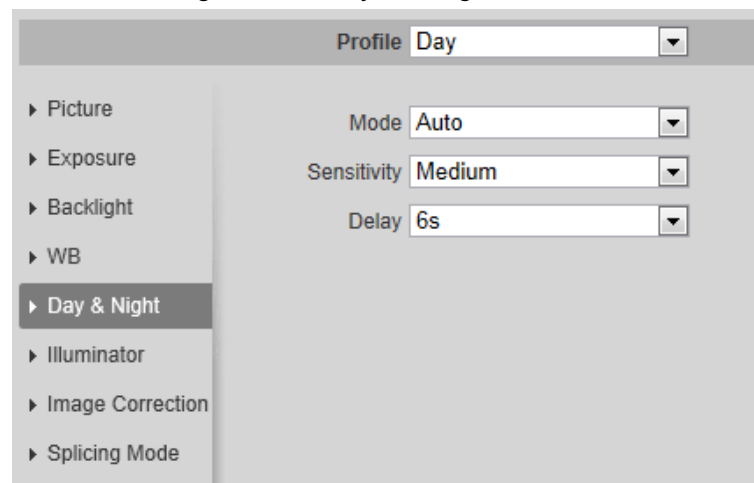 Profile Day
Picture
Exposure
Backlight
WB
Day & Night
Illuminator
Image Correction
Splicing Mode
Mode Auto
Sensitivity Medium
Delay 6s